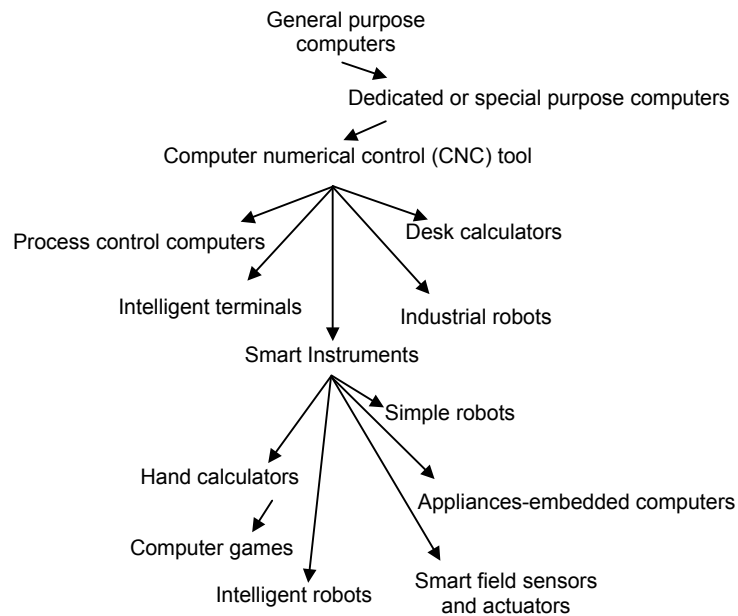 General purpose
computers
Dedicated or special purpose computers
Computer numerical control (CNC) tool
Process control computers
Desk calculators
Intelligent terminals
Industrial robots
Smart Instruments
Simple robots
Hand calculators
Appliances-embedded computers
Computer games
Intelligent robots
Smart field sensors
and actuators